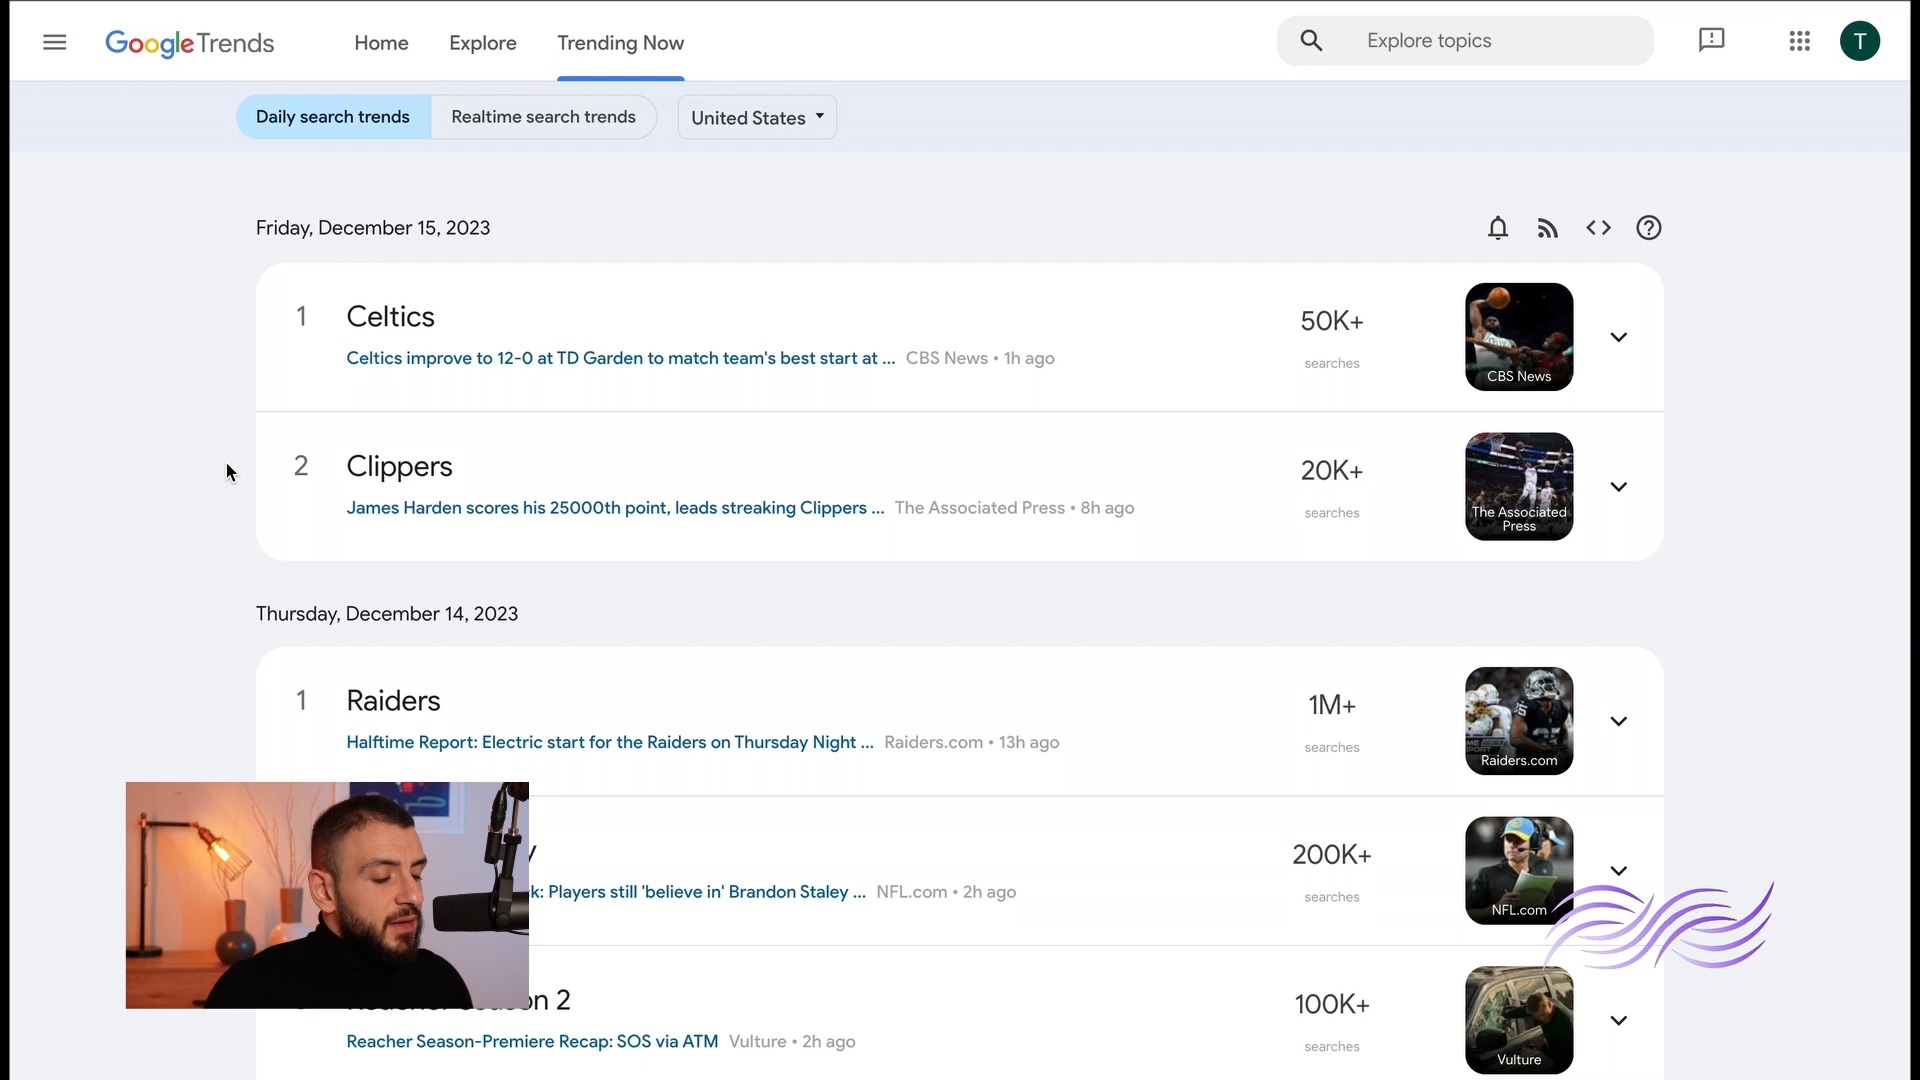 Google Trends
Home
Explore
Trending Now
Explore topics
T
Daily search trends
Realtime search trends
United States
Friday, December 15, 2023
1
Celtics
Celtics improve to 12-0 at TD Garden to match team's best start at ... CBS News • 1h ago
50K+
searches
CBS News
2
Clippers
James Harden scores his 25000th point, leads streaking Clippers ... The Associated Press • 8h ago
20K+
searches
The Associated
Press
Thursday, December 14, 2023
1
Raiders
Halftime Report: Electric start for the Raiders on Thursday Night ... Raiders.com • 13h ago
1M+
searches
Raiders.com
k: Players still 'believe in' Brandon Staley ... NFL.com • 2h ago
200K+
searches
NFL.com
n 2
Reacher Season-Premiere Recap: SOS via ATM Vulture • 2h ago
100K+
searches
Vulture